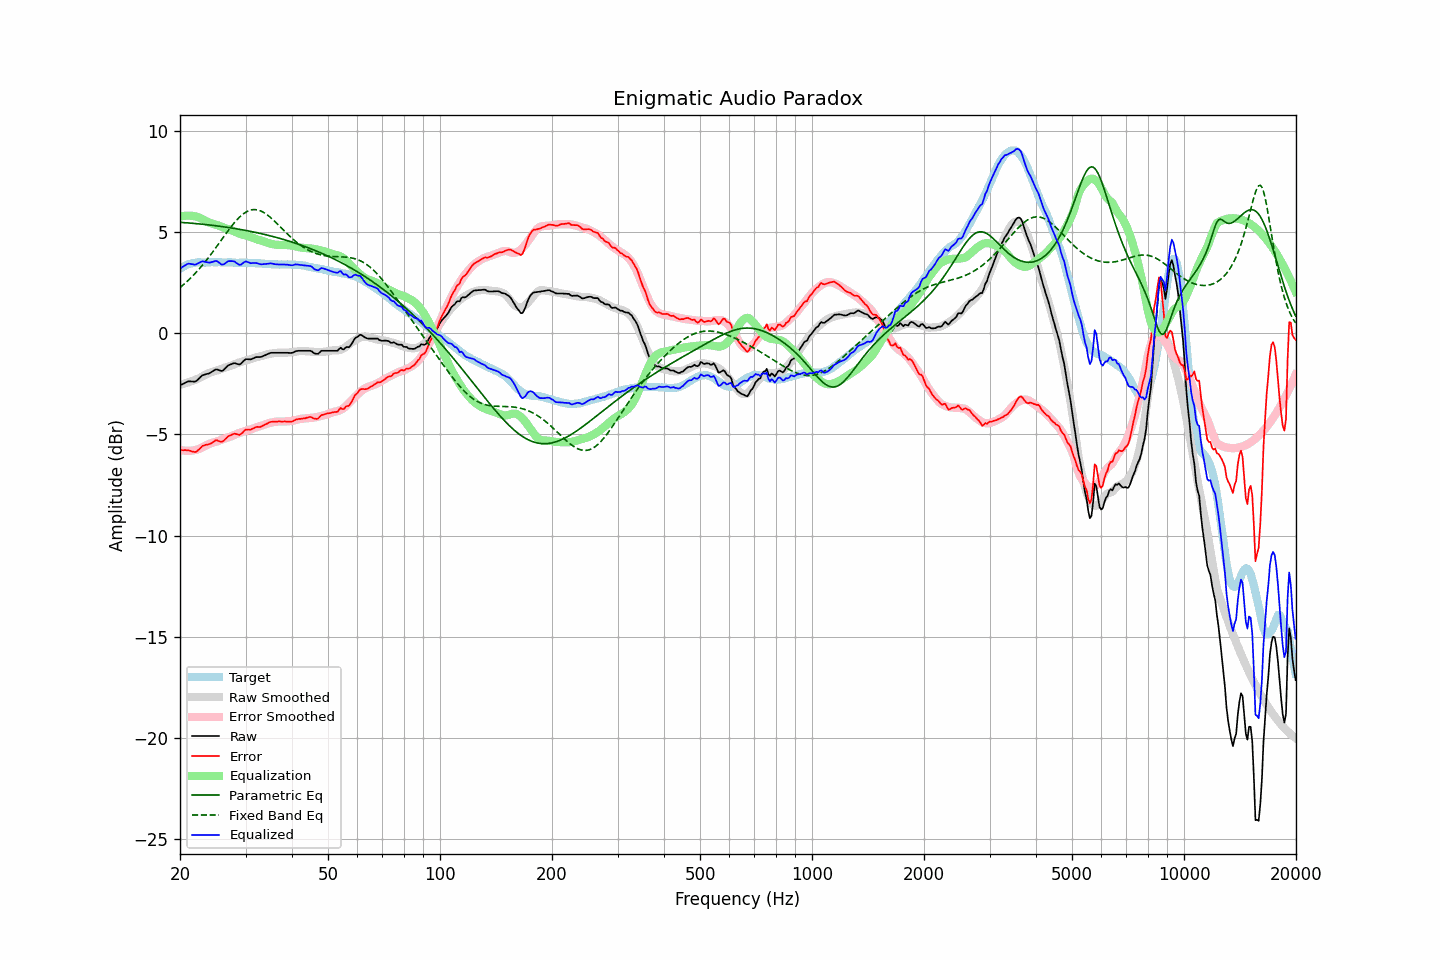 Enigmatic Audio Paradox
10
5
0
−5
−10
−15
−20
−25
Amplitude (dBr)
Target
Raw Smoothed
Error Smoothed
Raw
Error
Equalization
Parametric Eq
Fixed Band Eq
Equalized
20 50 100 200 500 1000 2000 5000 10000 20000
Frequency (Hz)